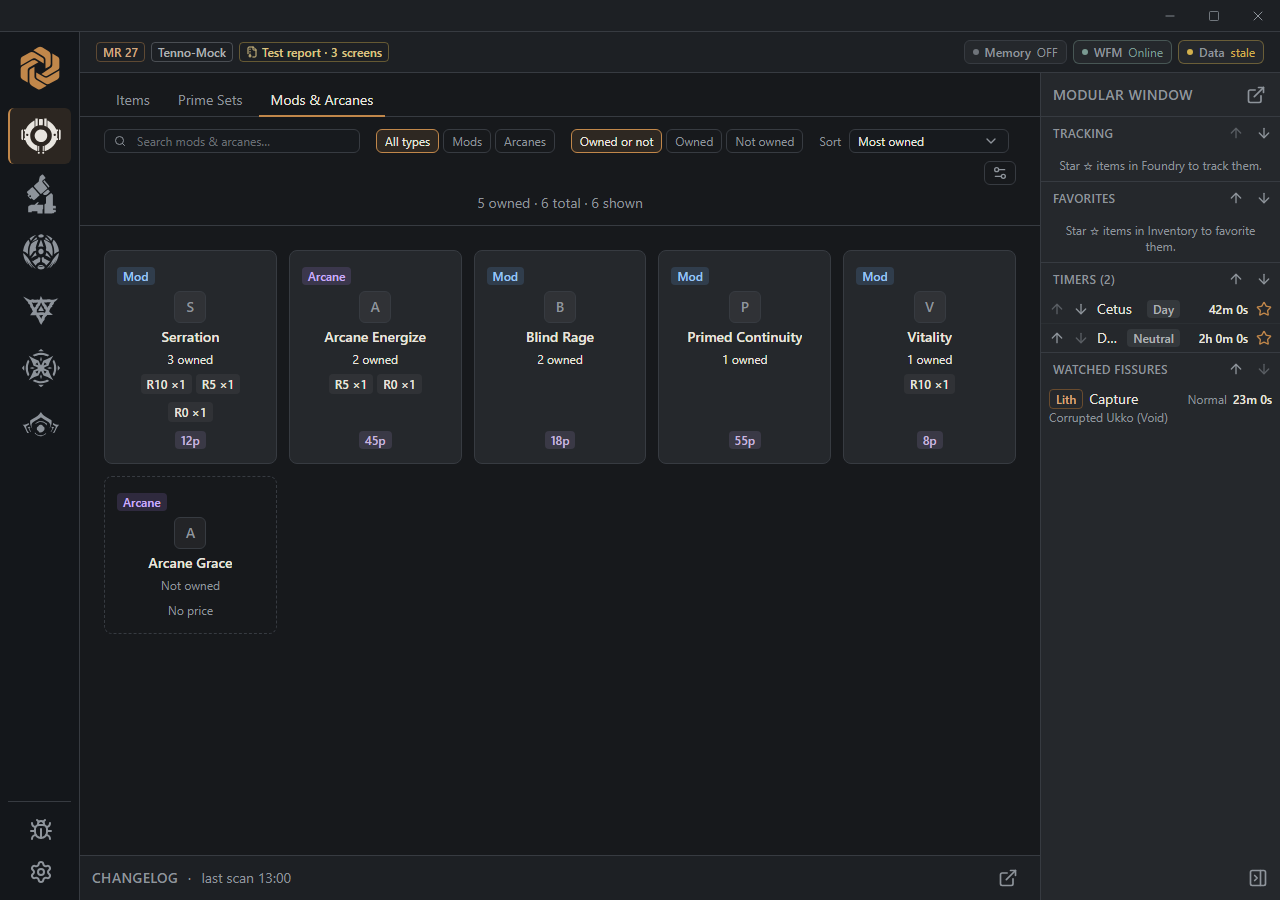 MR 27 Tenno-Mock Test report · 3 screens Memory OFF WFM Online Data stale
Items Prime Sets Mods & Arcanes
Search mods & arcanes... All types Mods Arcanes Owned or not Owned Not owned Sort Most owned
5 owned · 6 total · 6 shown
Mod
S
Serration
3 owned
R10 ×1 R5 ×1
R0 ×1
12p
Arcane
A
Arcane Energize
2 owned
R5 ×1 R0 ×1
45p
Mod
B
Blind Rage
2 owned
18p
Mod
P
Primed Continuity
1 owned
55p
Mod
V
Vitality
1 owned
R10 ×1
8p
Arcane
A
Arcane Grace
Not owned
No price
MODULAR WINDOW
TRACKING
Star ☆ items in Foundry to track them.
FAVORITES
Star ☆ items in Inventory to favorite
them.
TIMERS (2)
Cetus Day 42m 0s
D... Neutral 2h 0m 0s
WATCHED FISSURES
Lith Capture Normal 23m 0s
Corrupted Ukko (Void)
CHANGELOG · last scan 13:00